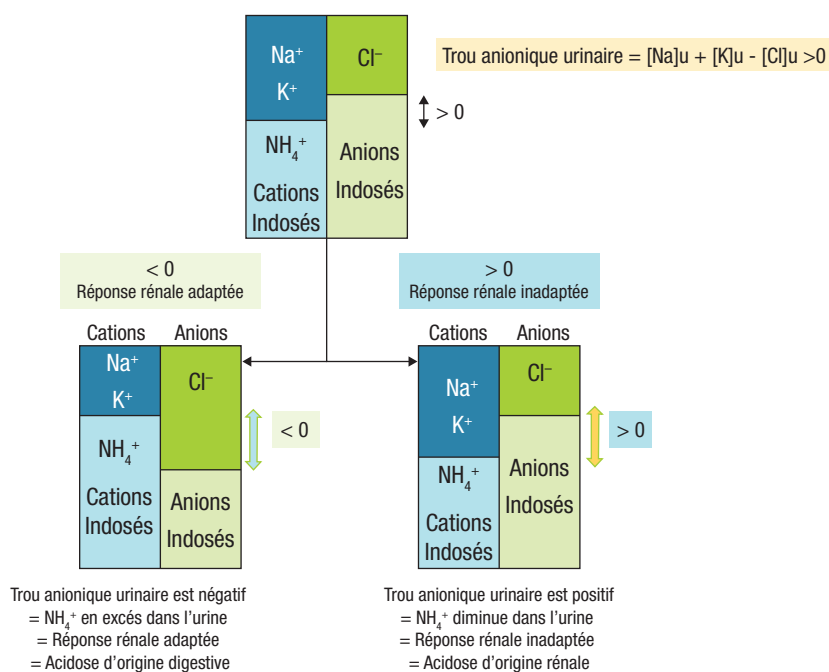 Na⁺
K⁺
Cl⁻
NH₄⁺
Cations
Indosés
Anions
Indosés
> 0
Trou anionique urinaire = [Na]u + [K]u - [Cl]u >0
< 0
Réponse rénale adaptée
> 0
Réponse rénale inadaptée
Cations Anions
Na⁺
K⁺
Cl⁻
NH₄⁺
Cations
Indosés
Anions
Indosés
< 0
Cations Anions
Na⁺
K⁺
Cl⁻
NH₄⁺
Cations
Indosés
Anions
Indosés
> 0
Trou anionique urinaire est négatif
= NH₄⁺ en excés dans l'urine
= Réponse rénale adaptée
= Acidose d'origine digestive
Trou anionique urinaire est positif
= NH₄⁺ diminue dans l'urine
= Réponse rénale inadaptée
= Acidose d'origine rénale